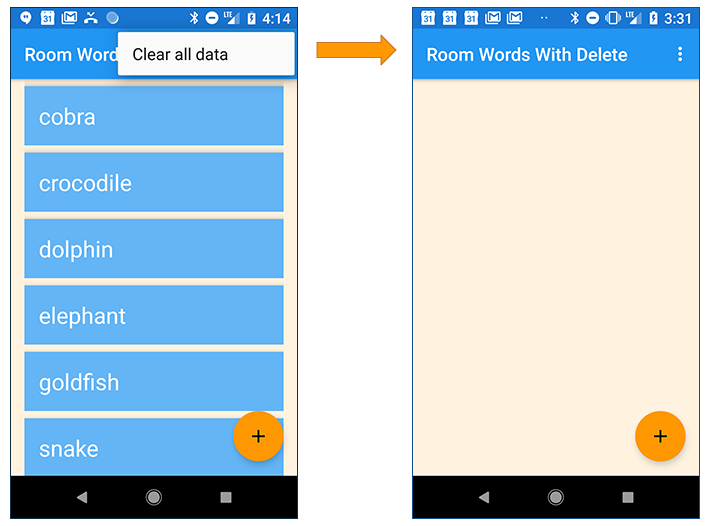 31 LTE 4:14
Room Word
Clear all data
cobra
crocodile
dolphin
elephant
goldfish
snake
+
31 31 31 LTE 3:31
Room Words With Delete
+